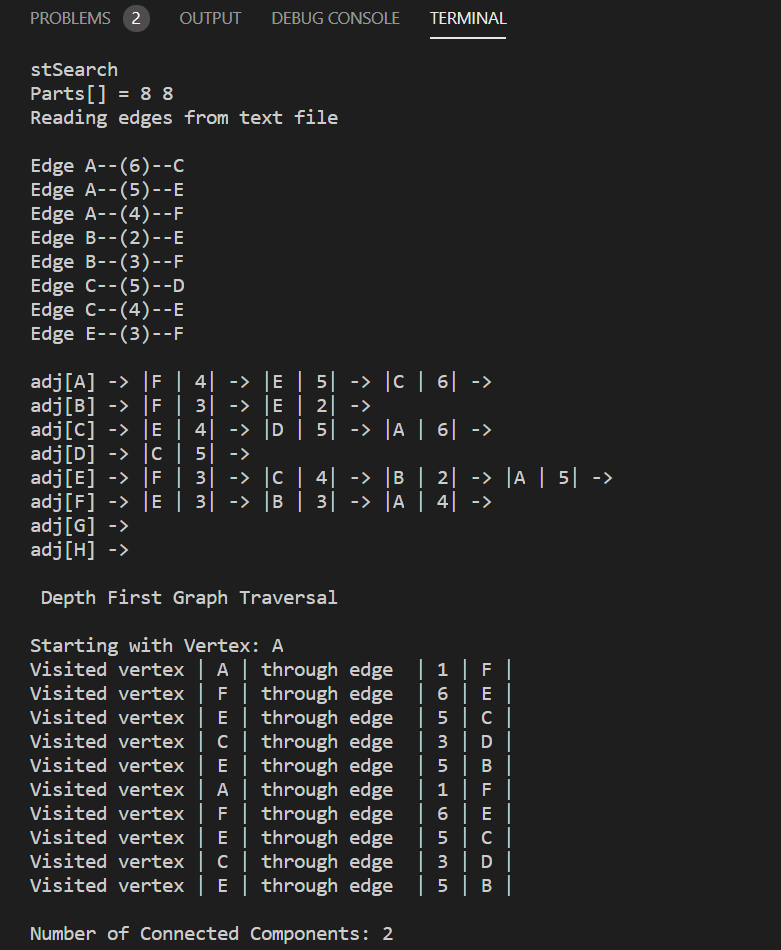 PROBLEMS 2 OUTPUT DEBUG CONSOLE TERMINAL
stSearch
Parts[] = 8 8
Reading edges from text file
Edge A--(6)--C
Edge A--(5)--E
Edge A--(4)--F
Edge B--(2)--E
Edge B--(3)--F
Edge C--(5)--D
Edge C--(4)--E
Edge E--(3)--F
adj[A] -> |F | 4| -> |E | 5| -> |C | 6| ->
adj[B] -> |F | 3| -> |E | 2| ->
adj[C] -> |E | 4| -> |D | 5| -> |A | 6| ->
adj[D] -> |C | 5| ->
adj[E] -> |F | 3| -> |C | 4| -> |B | 2| -> |A | 5| ->
adj[F] -> |E | 3| -> |B | 3| -> |A | 4| ->
adj[G] ->
adj[H] ->
Depth First Graph Traversal
Starting with Vertex: A
Visited vertex | A | through edge | 1 | F |
Visited vertex | F | through edge | 6 | E |
Visited vertex | E | through edge | 5 | C |
Visited vertex | C | through edge | 3 | D |
Visited vertex | E | through edge | 5 | B |
Visited vertex | A | through edge | 1 | F |
Visited vertex | F | through edge | 6 | E |
Visited vertex | E | through edge | 5 | C |
Visited vertex | C | through edge | 3 | D |
Visited vertex | E | through edge | 5 | B |
Number of Connected Components: 2